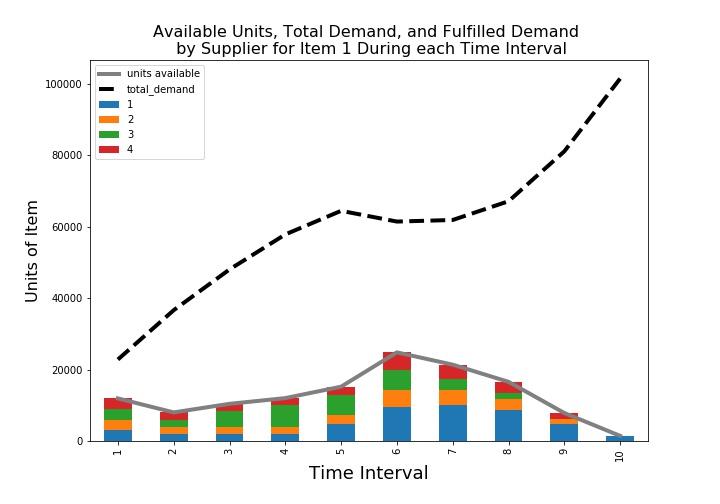 Available Units, Total Demand, and Fulfilled Demand
by Supplier for Item 1 During each Time Interval
units available
total_demand
1
2
3
4
100000
80000
60000
40000
20000
0
Units of Item
1 2 3 4 5 6 7 8 9 10
Time Interval